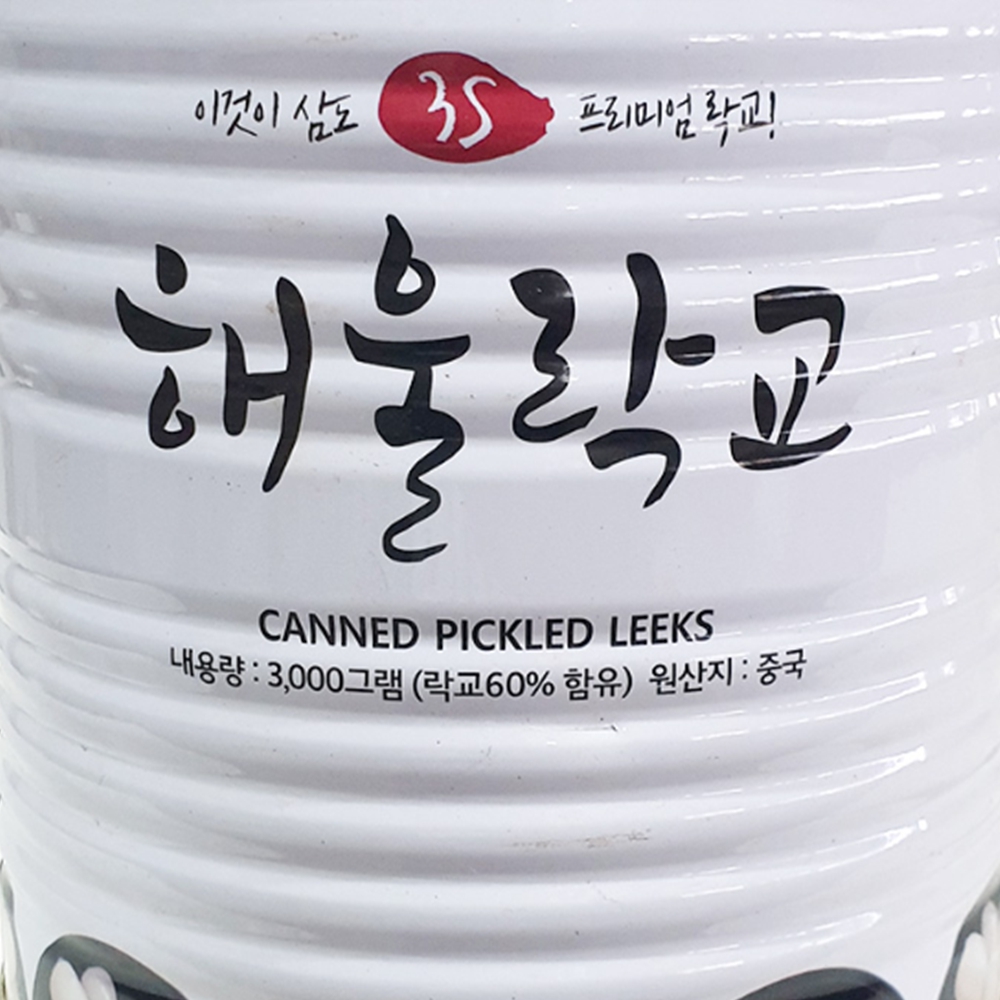 이것이 삼도 3S 프리미엄 락교!
해울락교
CANNED PICKLED LEEKS
내용량 : 3,000그램 (락교60% 함유) 원산지 : 중국